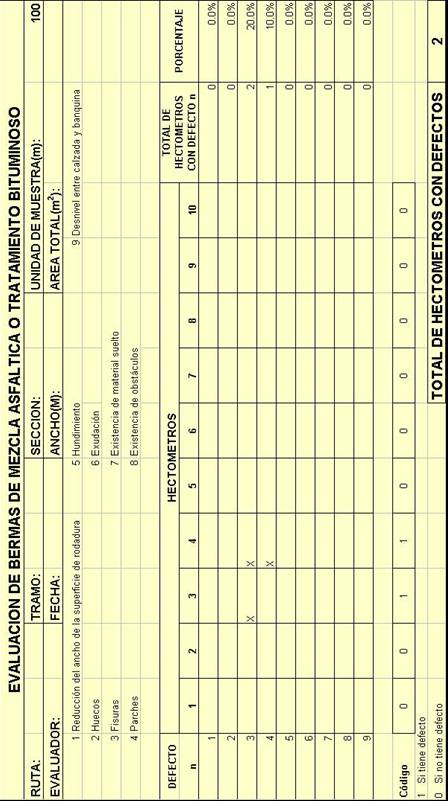 EVALUACION DE BERMAS DE MEZCLA ASFALTICA O TRATAMIENTO BITUMINOSO
RUTA: TRAMO: SECCION: UNIDAD DE MUESTRA(m): 100
EVALUADOR: FECHA: ANCHO(M): AREA TOTAL(m²):
1 Reducción del ancho de la superficie de rodadura 5 Hundimiento 9 Desnivel entre calzada y banquina
2 Huecos 6 Exudación
3 Fisuras 7 Existencia de material suelto
4 Parches 8 Existencia de obstáculos
DEFECTO HECTOMETROS TOTAL DE HECTOMETROS CON DEFECTO n PORCENTAJE
n 1 2 3 4 5 6 7 8 9 10
1 0 0.0%
2 0 0.0%
3 X X 2 20.0%
4 X 1 10.0%
5 0 0.0%
6 0 0.0%
7 0 0.0%
8 0 0.0%
9 0 0.0%
Código 0 0 1 1 0 0 0 0 0 0
1 Si tiene defecto
0 Si no tiene defecto TOTAL DE HECTOMETROS CON DEFECTOS 2